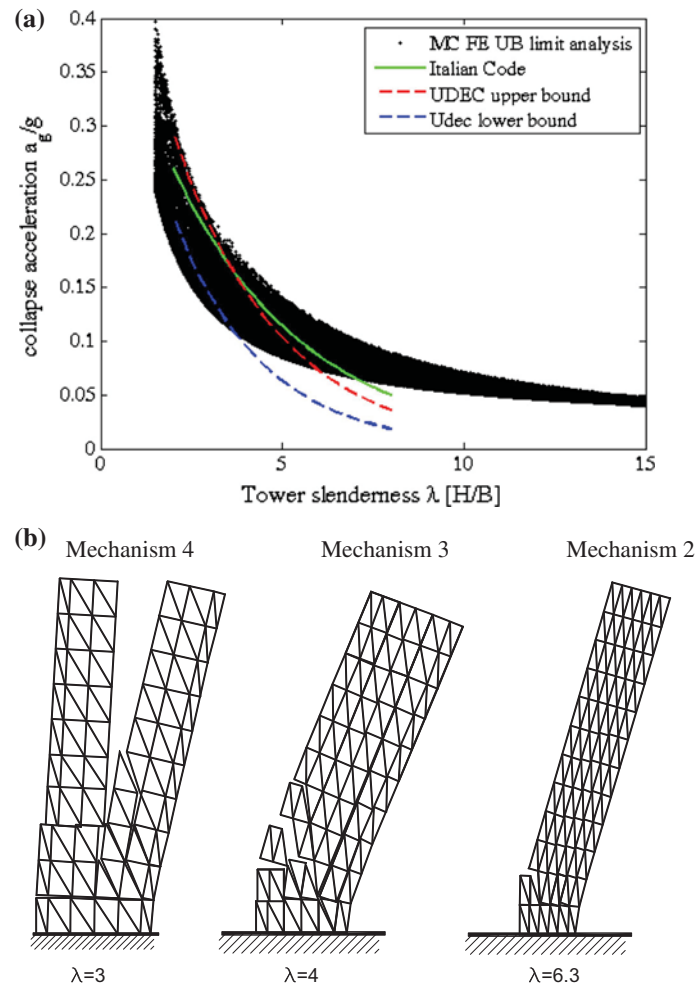 (a)
0.4
0.35
0.3
0.25
0.2
0.15
0.1
0.05
0
collapse acceleration a_g/g
MC FE UB limit analysis
Italian Code
UDEC upper bound
Udec lower bound
0 5 10 15
Tower slenderness λ [H/B]
(b)
Mechanism 4 Mechanism 3 Mechanism 2
λ=3 λ=4 λ=6.3